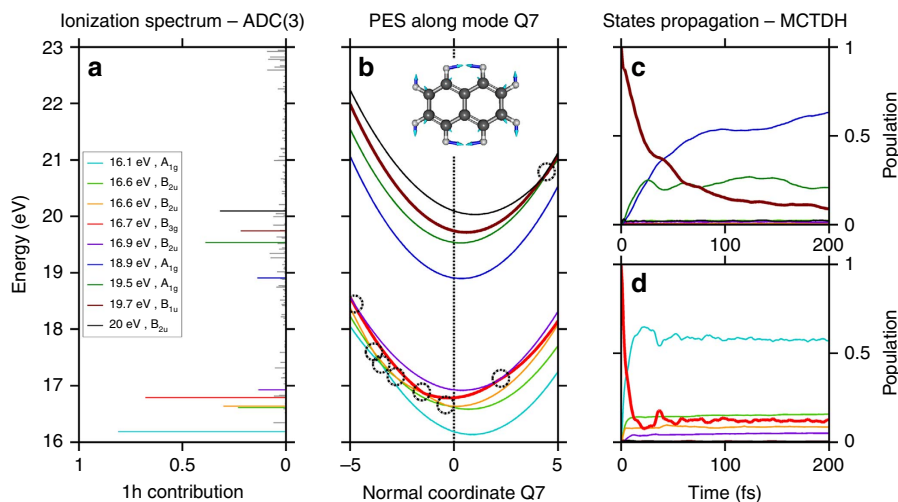 Ionization spectrum – ADC(3)
PES along mode Q7
States propagation – MCTDH
a
b
c
d
23
22
21
20
19
18
17
16
Energy (eV)
16.1 eV , A1g
16.6 eV , B2u
16.6 eV , B2u
16.7 eV , B3g
16.9 eV , B2u
18.9 eV , A1g
19.5 eV , A1g
19.7 eV , B1u
20 eV , B2u
1 0.5 0
1h contribution
−5 0 5
Normal coordinate Q7
1
0.5
0
Population
0 100 200
1
0.5
0
Population
0 100 200
Time (fs)